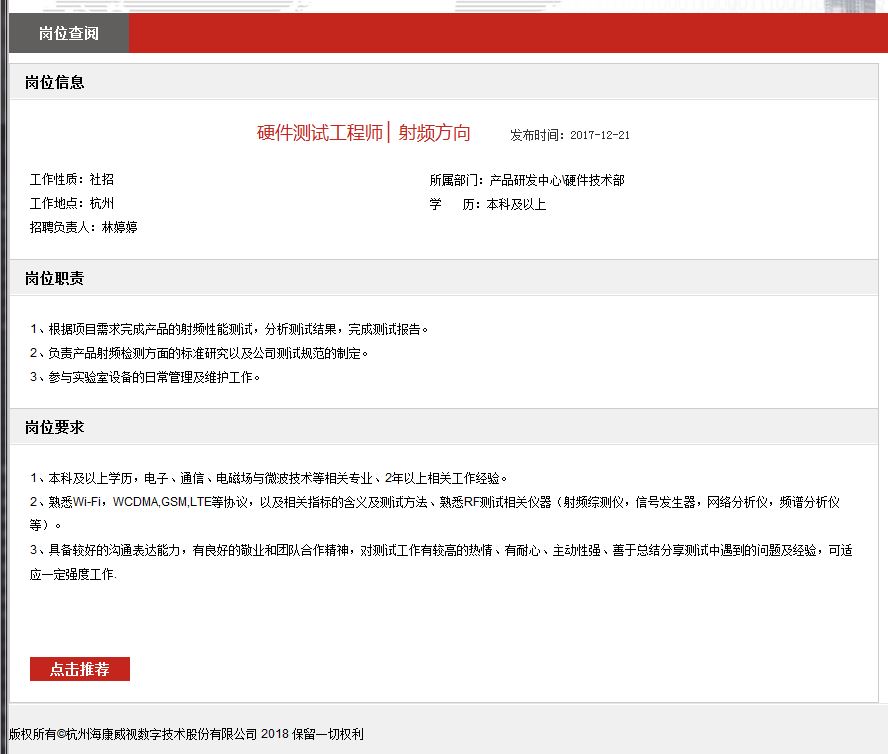 岗位查阅
岗位信息
硬件测试工程师│射频方向 发布时间：2017-12-21
工作性质：社招 所属部门：产品研发中心\硬件技术部
工作地点：杭州 学 历：本科及以上
招聘负责人：林婷婷
岗位职责
1、根据项目需求完成产品的射频性能测试，分析测试结果，完成测试报告。
2、负责产品射频检测方面的标准研究以及公司测试规范的制定。
3、参与实验室设备的日常管理及维护工作。
岗位要求
1、本科及以上学历，电子、通信、电磁场与微波技术等相关专业、2年以上相关工作经验。
2、熟悉Wi-Fi，WCDMA,GSM,LTE等协议，以及相关指标的含义及测试方法、熟悉RF测试相关仪器（射频综测仪，信号发生器，网络分析仪，频谱分析仪
等）。
3、具备较好的沟通表达能力，有良好的敬业和团队合作精神，对测试工作有较高的热情、有耐心、主动性强、善于总结分享测试中遇到的问题及经验，可适
应一定强度工作.
点击推荐
版权所有©杭州海康威视数字技术股份有限公司 2018 保留一切权利